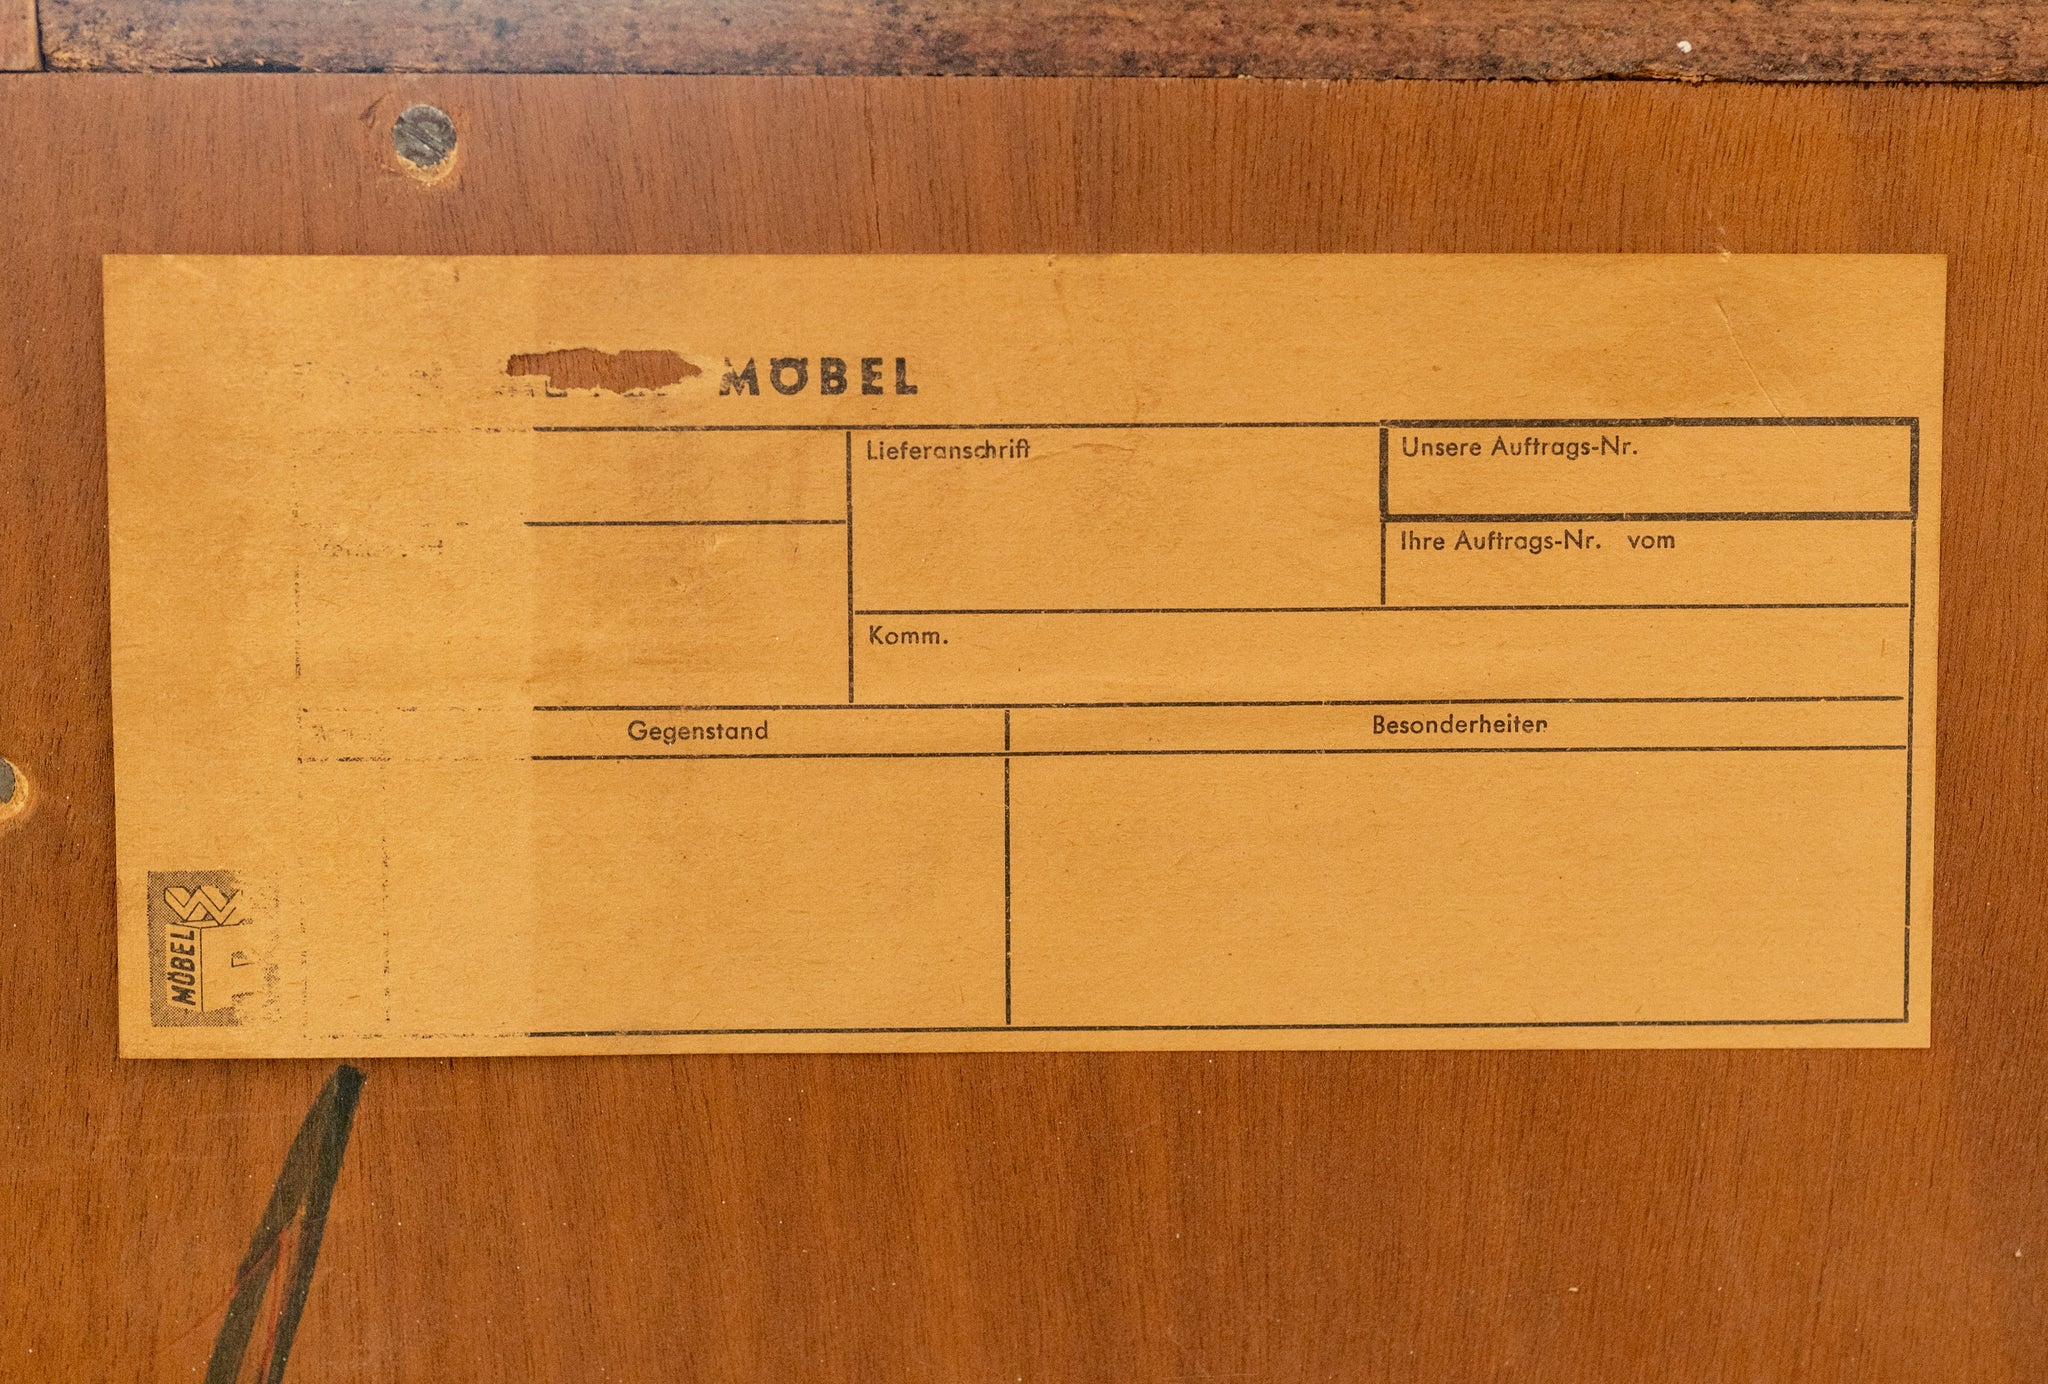 MÖBEL
Lieferanschrift
Unsere Auftrags-Nr.
Ihre Auftrags-Nr. vom
Komm.
Gegenstand
Besonderheiten
MÖBEL